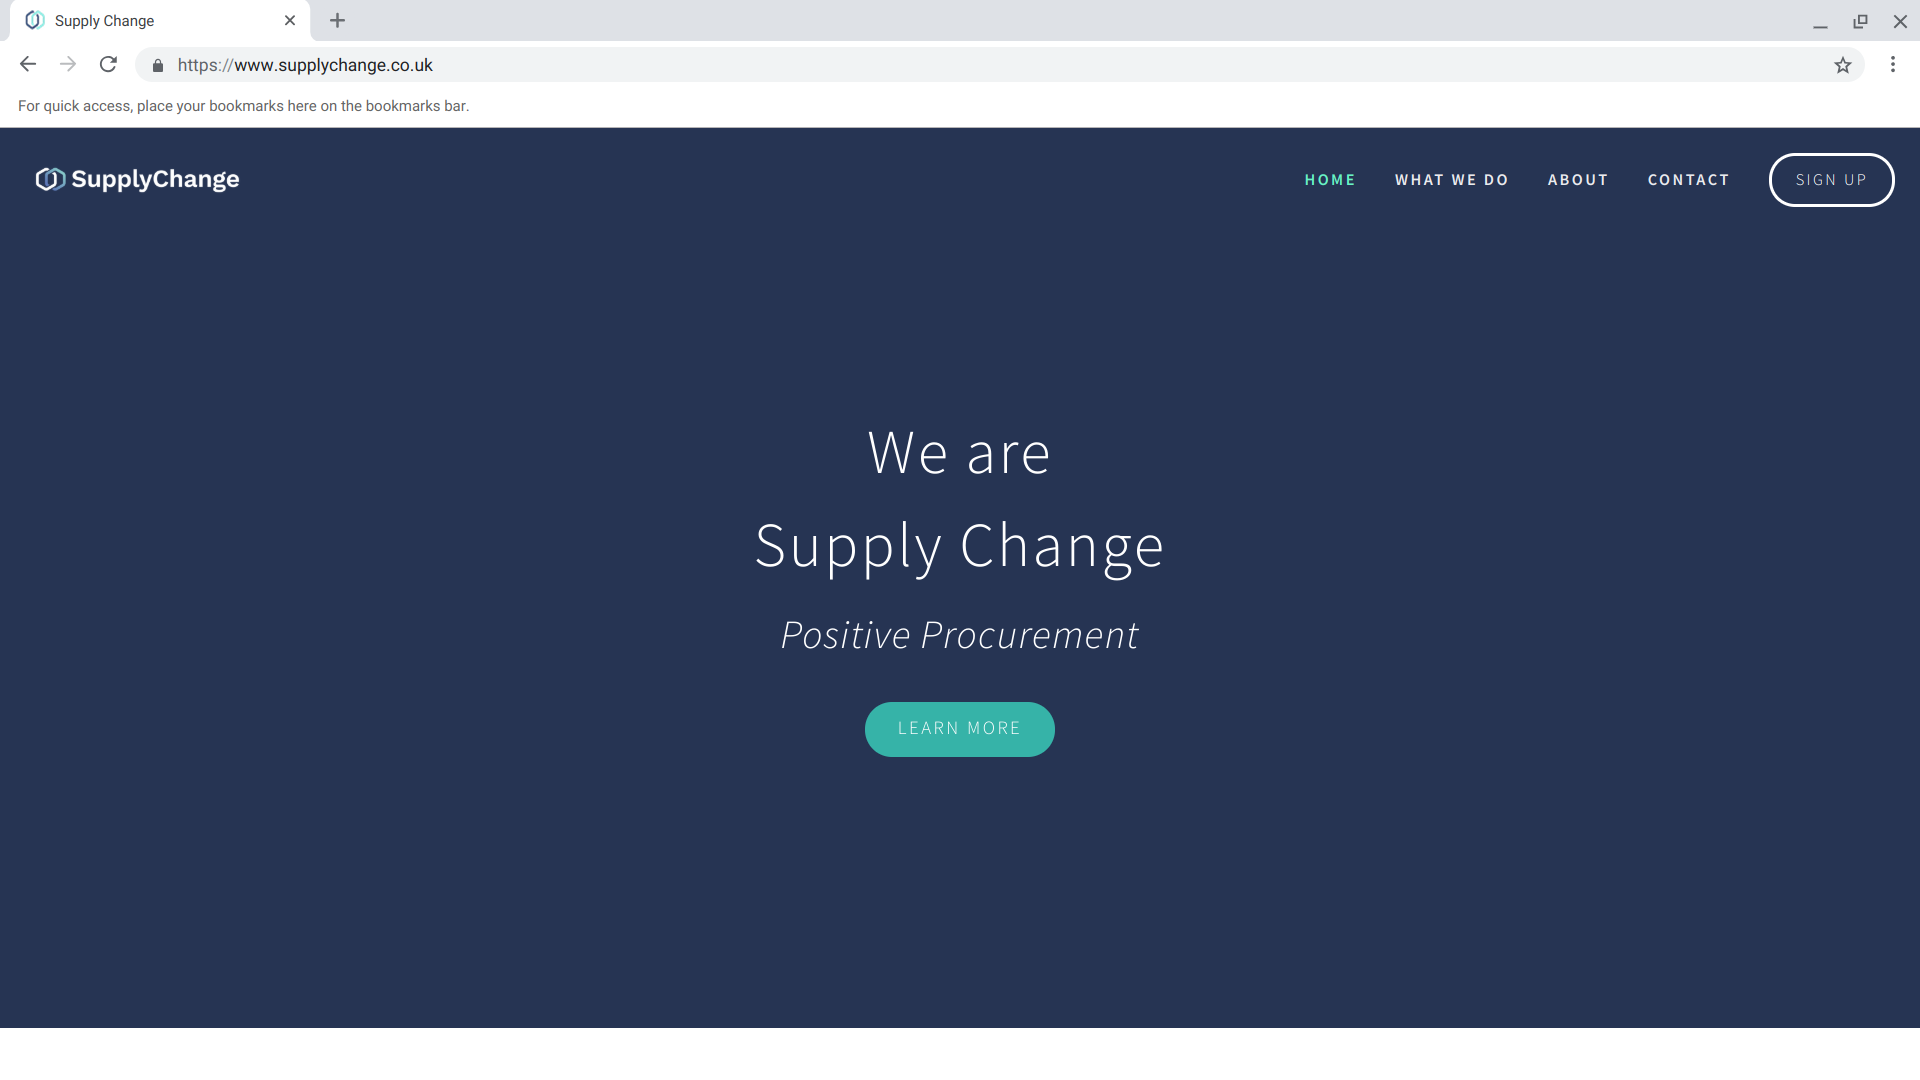 Supply Change
https://www.supplychange.co.uk
For quick access, place your bookmarks here on the bookmarks bar.
SupplyChange
HOME
WHAT WE DO
ABOUT
CONTACT
SIGN UP
We are
Supply Change
Positive Procurement
LEARN MORE